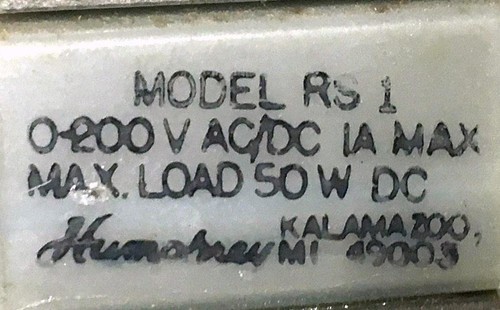 MODEL RS 1
0-200 V AC/DC 1A MAX
MAX. LOAD 50 W DC
Humphrey KALAMAZOO,
MI 49003